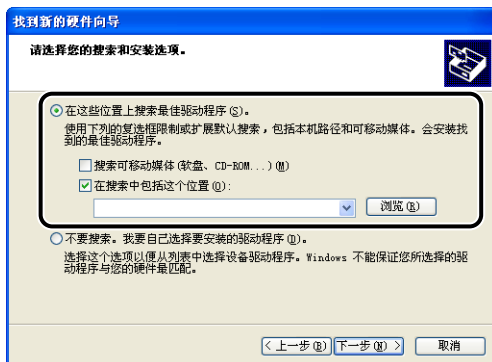 找到新的硬件向导
请选择您的搜索和安装选项。
在这些位置上搜索最佳驱动程序(S)。
使用下列的复选框限制或扩展默认搜索，包括本机路径和可移动媒体。会安装找
到的最佳驱动程序。
搜索可移动媒体(软盘、CD-ROM...)(M)
在搜索中包括这个位置(O):
浏览(R)
不要搜索。我要自己选择要安装的驱动程序(D)。
选择这个选项以便从列表中选择设备驱动程序。Windows 不能保证您所选择的驱
动程序与您的硬件最匹配。
< 上一步(B) 下一步(N) > 取消